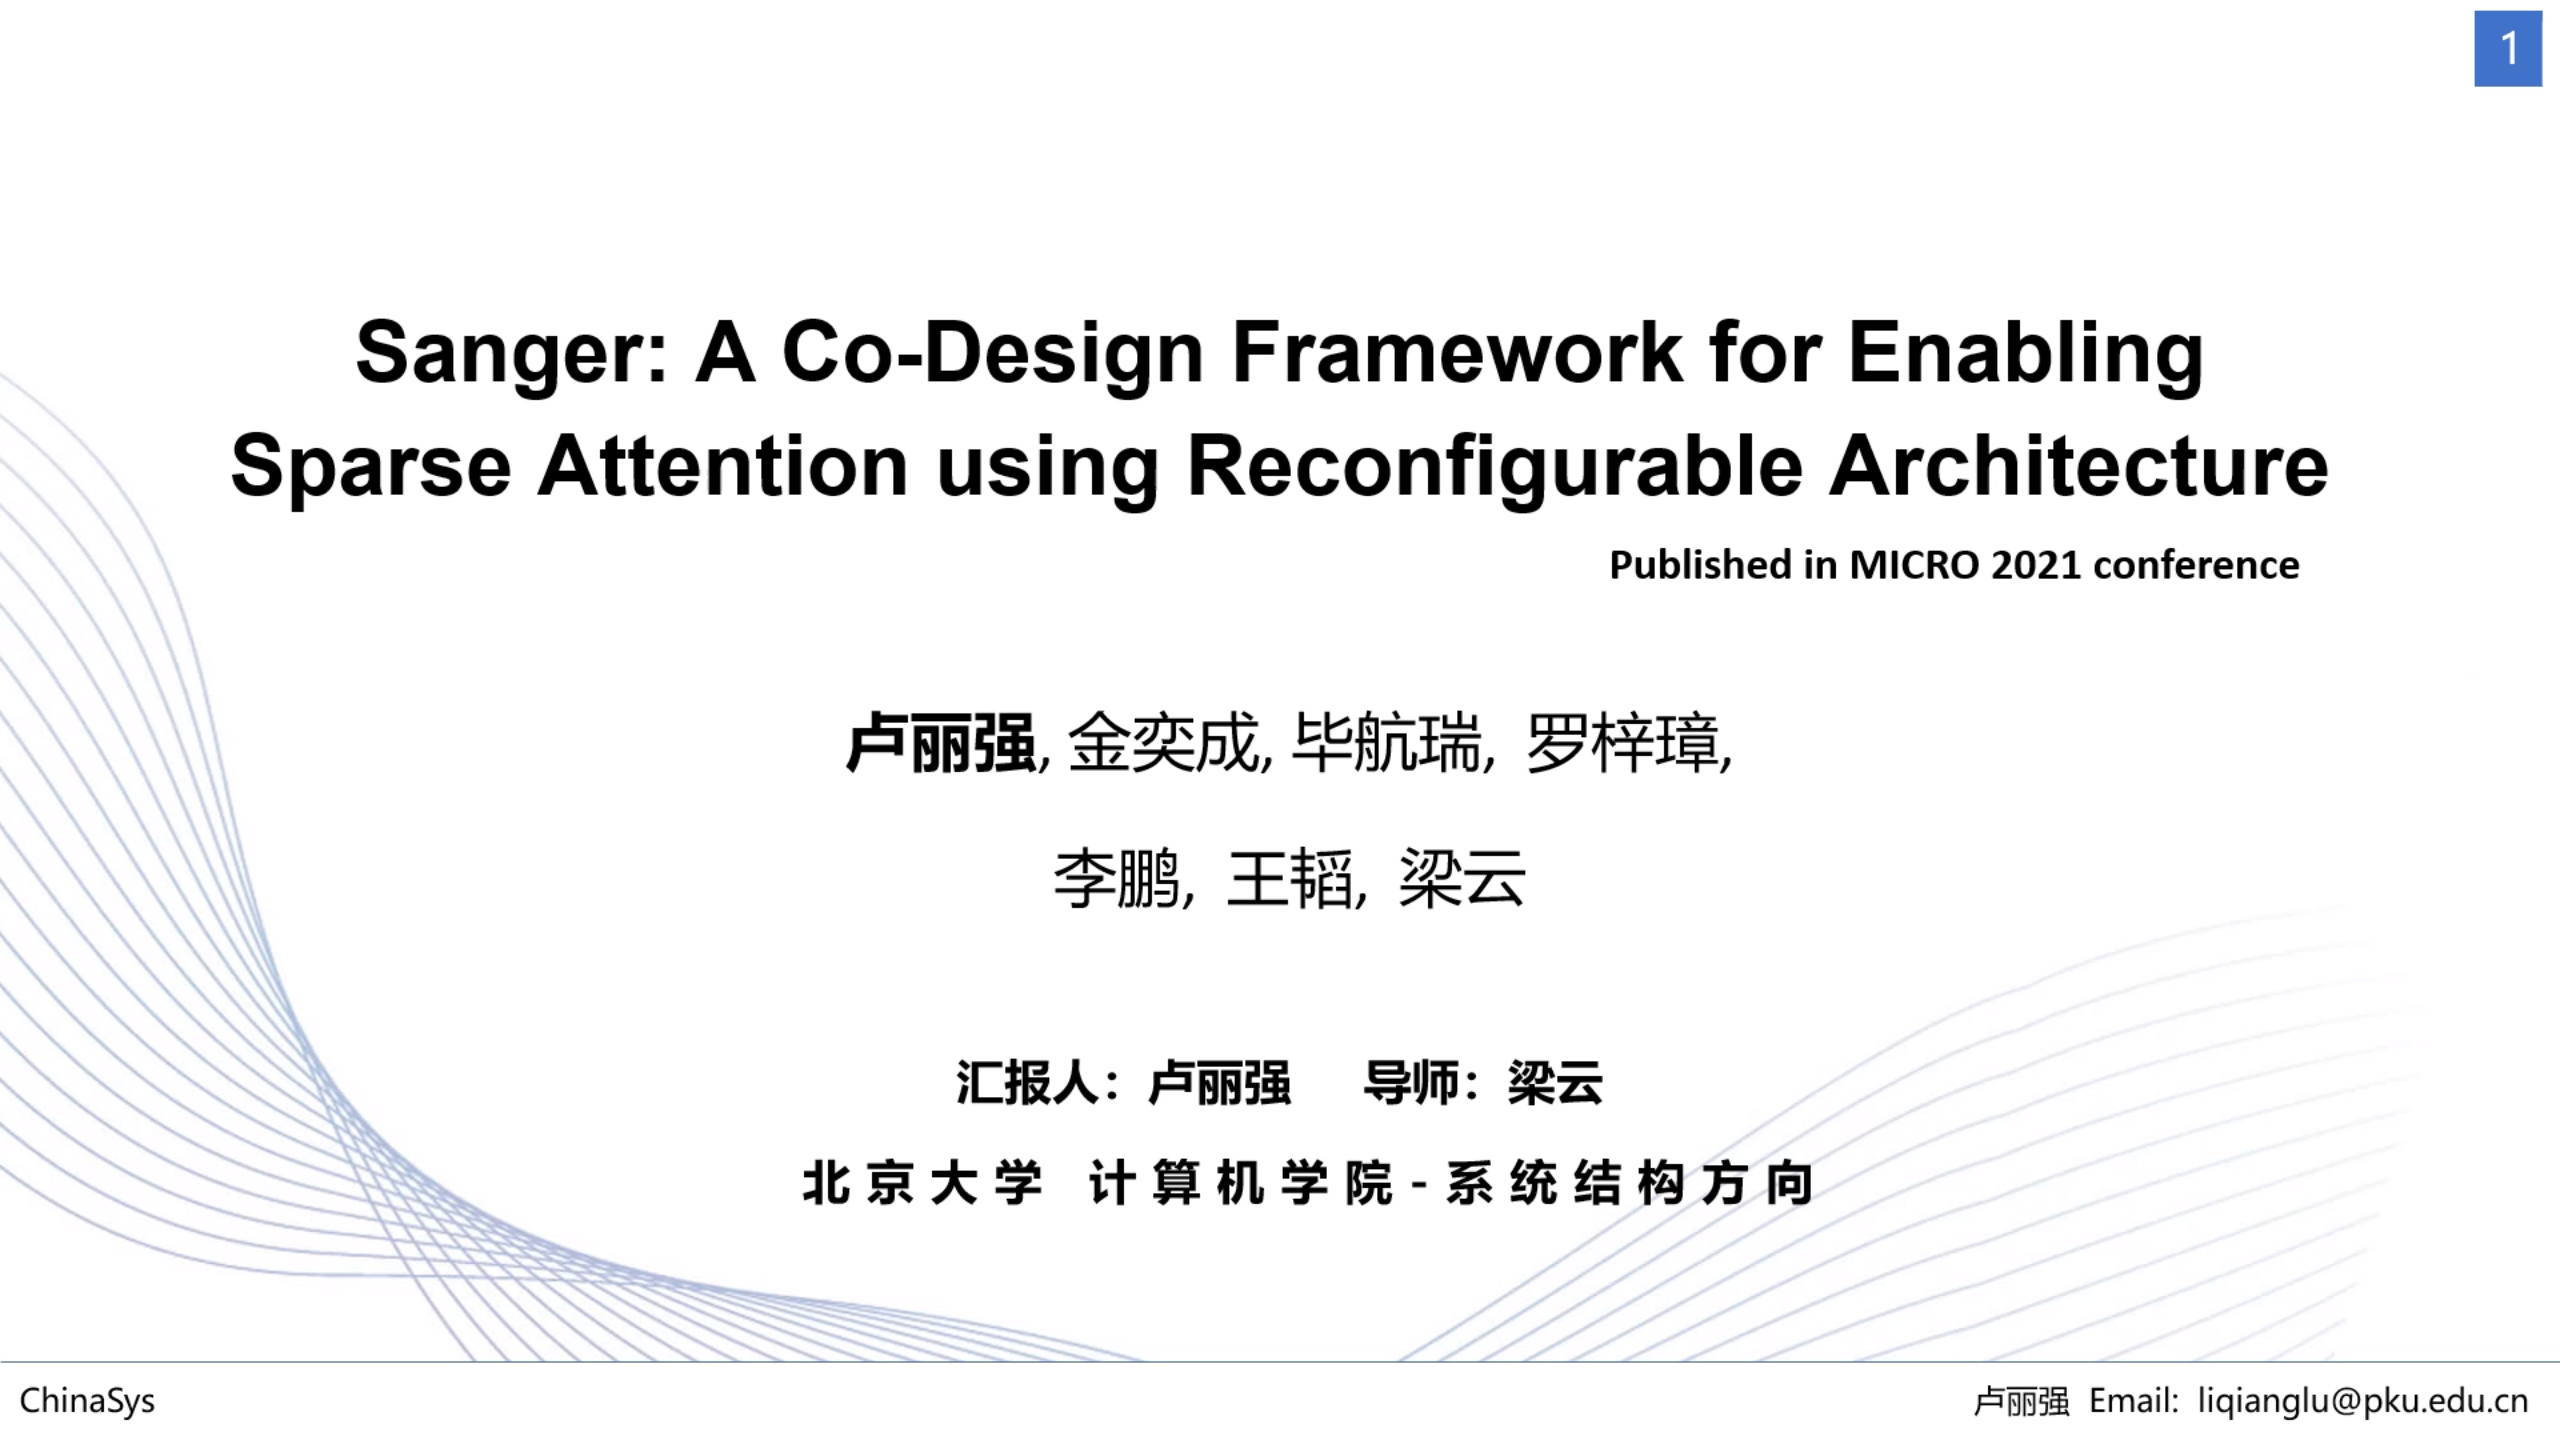 1
Sanger: A Co-Design Framework for Enabling
Sparse Attention using Reconfigurable Architecture
Published in MICRO 2021 conference
卢丽强, 金奕成, 毕航瑞, 罗梓璋,
李鹏, 王韬, 梁云
汇报人：卢丽强 导师：梁云
北京大学 计算机学院-系统结构方向
ChinaSys
卢丽强 Email: liqianglu@pku.edu.cn